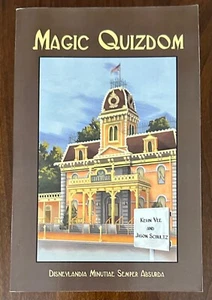 MAGIC QUIZDOM
KEVIN YEE
AND
JASON SCHULTZ
DISNEYLANDIA MINUTIAE SEMPER ABSURDA